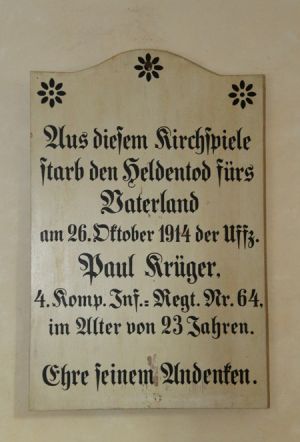 Aus diesem Kirchspiele
starb den Heldentod fürs
Vaterland
am 26. Oktober 1914 der Uffz.
Paul Krüger,
4. Komp. Inf.= Regt. Nr. 64,
im Alter von 23 Jahren.
Ehre seinem Andenken.